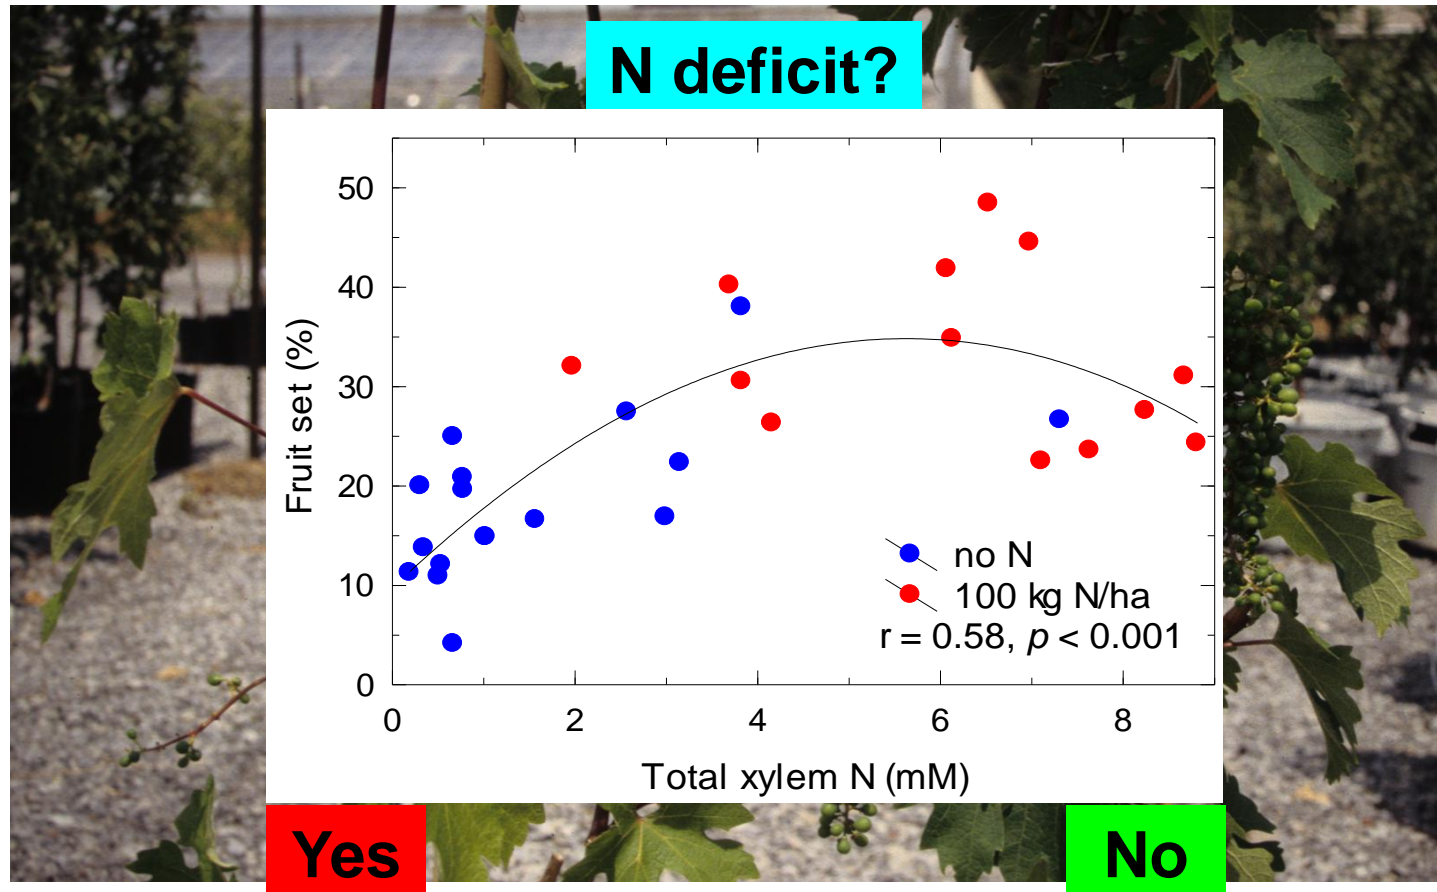 N deficit?
50
40
30
20
10
0
Fruit set (%)
no N
100 kg N/ha
r = 0.58, p < 0.001
0 2 4 6 8
Total xylem N (mM)
Yes No